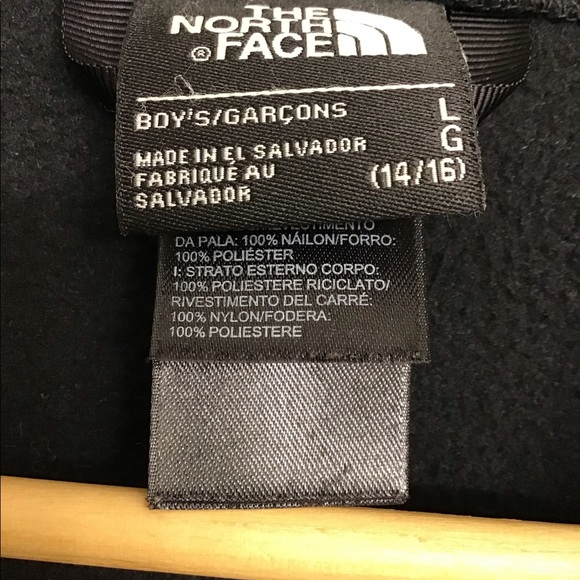 THE
NORTH
® FACE
BOY'S/GARÇONS L
G
MADE IN EL SALVADOR
FABRIQUÉ AU (14/16)
SALVADOR
DA PALA: 100% NÁILON/FORRO:
100% POLIÉSTER
I: STRATO ESTERNO CORPO:
100% POLIESTERE RICICLATO/
RIVESTIMENTO DEL CARRÉ:
100% NYLON/FODERA:
100% POLIESTERE